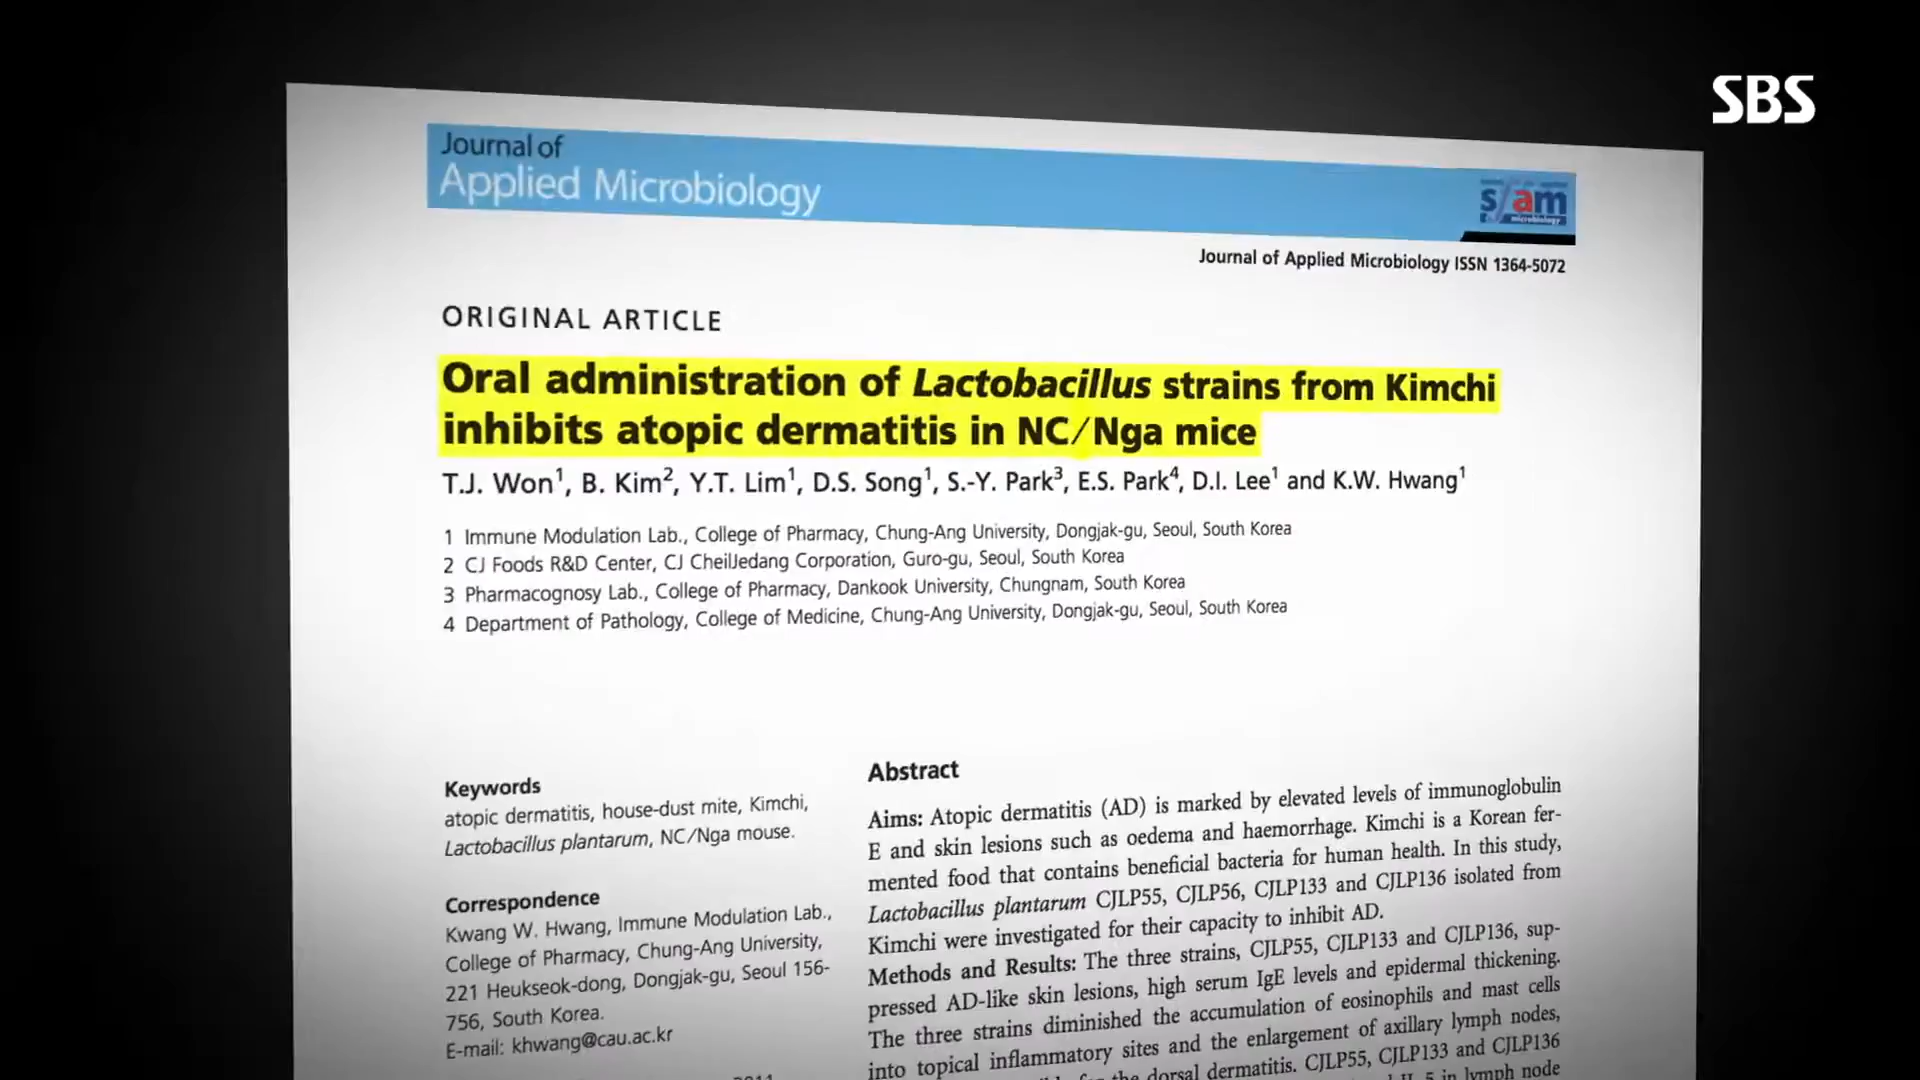 SBS
Journal of
Applied Microbiology
s/am
microbiology
Journal of Applied Microbiology ISSN 1364-5072
ORIGINAL ARTICLE
Oral administration of Lactobacillus strains from Kimchi
inhibits atopic dermatitis in NC/Nga mice
T.J. Won¹, B. Kim², Y.T. Lim¹, D.S. Song¹, S.-Y. Park³, E.S. Park⁴, D.I. Lee¹ and K.W. Hwang¹
1 Immune Modulation Lab., College of Pharmacy, Chung-Ang University, Dongjak-gu, Seoul, South Korea
2 CJ Foods R&D Center, CJ CheilJedang Corporation, Guro-gu, Seoul, South Korea
3 Pharmacognosy Lab., College of Pharmacy, Dankook University, Chungnam, South Korea
4 Department of Pathology, College of Medicine, Chung-Ang University, Dongjak-gu, Seoul, South Korea
Keywords
atopic dermatitis, house-dust mite, Kimchi,
Lactobacillus plantarum, NC/Nga mouse.
Correspondence
Kwang W. Hwang, Immune Modulation Lab.,
College of Pharmacy, Chung-Ang University,
221 Heukseok-dong, Dongjak-gu, Seoul 156-
756, South Korea.
E-mail: khwang@cau.ac.kr
Abstract
Aims: Atopic dermatitis (AD) is marked by elevated levels of immunoglobulin
E and skin lesions such as oedema and haemorrhage. Kimchi is a Korean fer-
mented food that contains beneficial bacteria for human health. In this study,
Lactobacillus plantarum CJLP55, CJLP56, CJLP133 and CJLP136 isolated from
Kimchi were investigated for their capacity to inhibit AD.
Methods and Results: The three strains, CJLP55, CJLP133 and CJLP136, sup-
pressed AD-like skin lesions, high serum IgE levels and epidermal thickening.
The three strains diminished the accumulation of eosinophils and mast cells
into topical inflammatory sites and the enlargement of axillary lymph nodes,
the dorsal dermatitis. CJLP55, CJLP133 and CJLP136
in lymph node